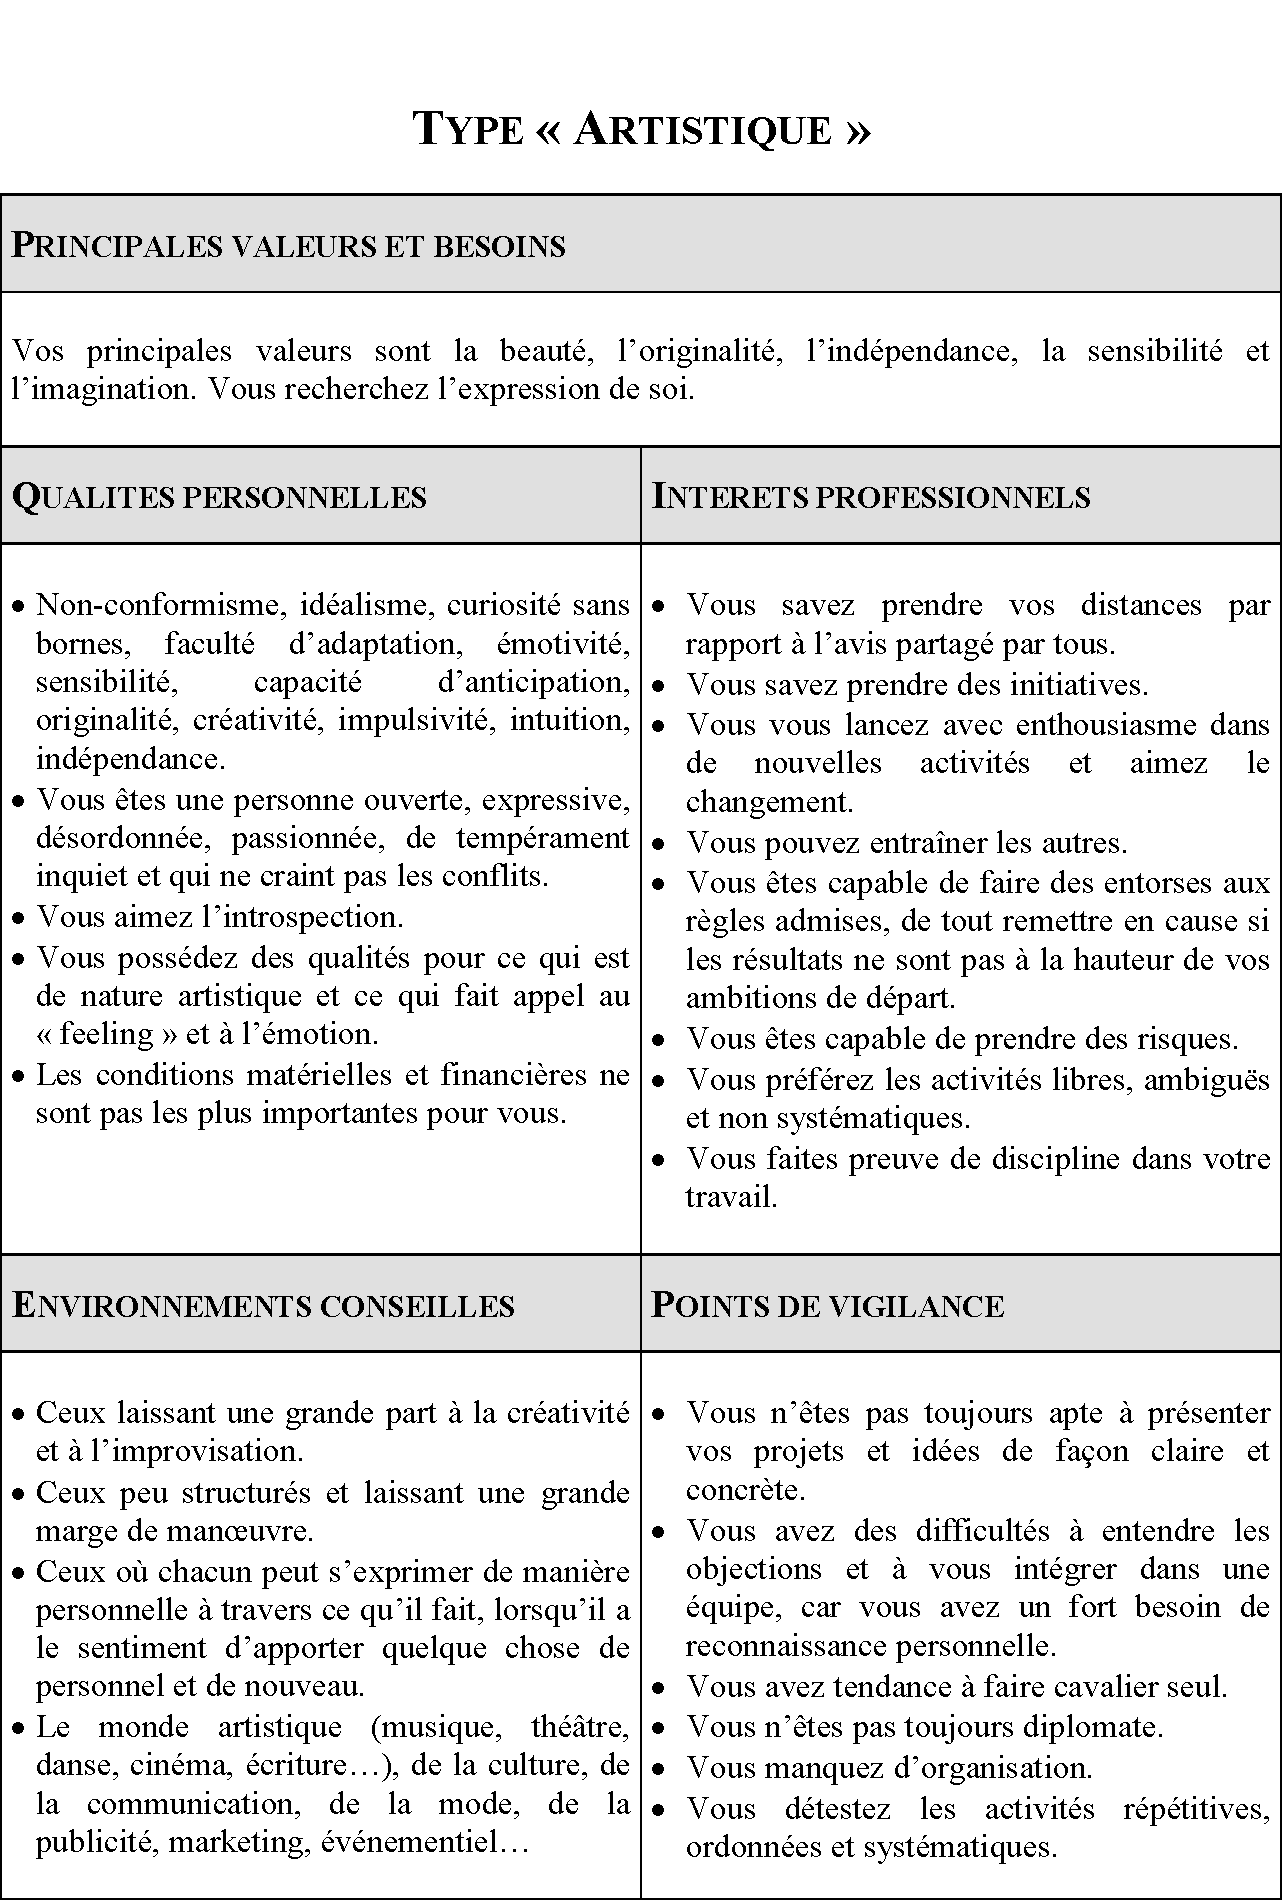 TYPE « ARTISTIQUE »
PRINCIPALES VALEURS ET BESOINS
Vos principales valeurs sont la beauté, l’originalité, l’indépendance, la sensibilité et
l’imagination. Vous recherchez l’expression de soi.
QUALITES PERSONNELLES
• Non-conformisme, idéalisme, curiosité sans
bornes, faculté d’adaptation, émotivité,
sensibilité, capacité d’anticipation,
originalité, créativité, impulsivité, intuition,
indépendance.
• Vous êtes une personne ouverte, expressive,
désordonnée, passionnée, de tempérament
inquiet et qui ne craint pas les conflits.
• Vous aimez l’introspection.
• Vous possédez des qualités pour ce qui est
de nature artistique et ce qui fait appel au
« feeling » et à l’émotion.
• Les conditions matérielles et financières ne
sont pas les plus importantes pour vous.
INTERETS PROFESSIONNELS
• Vous savez prendre vos distances par
rapport à l’avis partagé par tous.
• Vous savez prendre des initiatives.
• Vous vous lancez avec enthousiasme dans
de nouvelles activités et aimez le
changement.
• Vous pouvez entraîner les autres.
• Vous êtes capable de faire des entorses aux
règles admises, de tout remettre en cause si
les résultats ne sont pas à la hauteur de vos
ambitions de départ.
• Vous êtes capable de prendre des risques.
• Vous préférez les activités libres, ambiguës
et non systématiques.
• Vous faites preuve de discipline dans votre
travail.
ENVIRONNEMENTS CONSEILLES
• Ceux laissant une grande part à la créativité
et à l’improvisation.
• Ceux peu structurés et laissant une grande
marge de manœuvre.
• Ceux où chacun peut s’exprimer de manière
personnelle à travers ce qu’il fait, lorsqu’il a
le sentiment d’apporter quelque chose de
personnel et de nouveau.
• Le monde artistique (musique, théâtre,
danse, cinéma, écriture…), de la culture, de
la communication, de la mode, de la
publicité, marketing, événementiel…
POINTS DE VIGILANCE
• Vous n’êtes pas toujours apte à présenter
vos projets et idées de façon claire et
concrète.
• Vous avez des difficultés à entendre les
objections et à vous intégrer dans une
équipe, car vous avez un fort besoin de
reconnaissance personnelle.
• Vous avez tendance à faire cavalier seul.
• Vous n’êtes pas toujours diplomate.
• Vous manquez d’organisation.
• Vous détestez les activités répétitives,
ordonnées et systématiques.